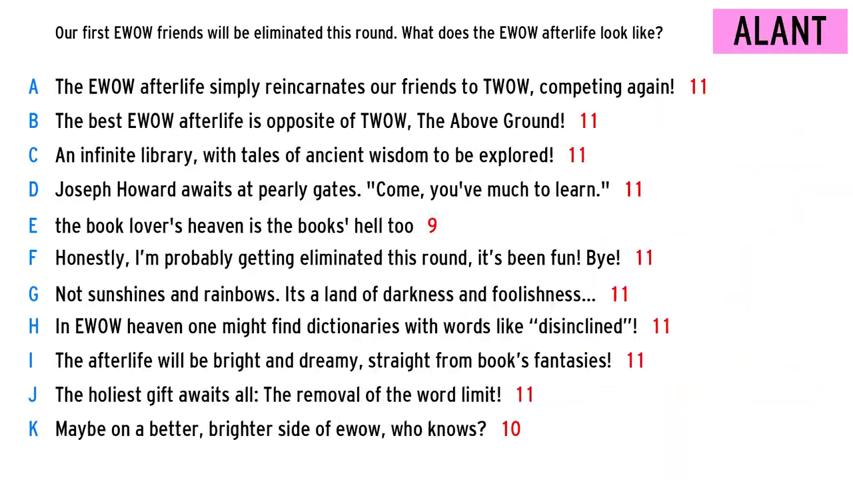 Our first EWOW friends will be eliminated this round. What does the EWOW afterlife look like?
ALANT
A The EWOW afterlife simply reincarnates our friends to TWOW, competing again! 11
B The best EWOW afterlife is opposite of TWOW, The Above Ground! 11
C An infinite library, with tales of ancient wisdom to be explored! 11
D Joseph Howard awaits at pearly gates. "Come, you've much to learn." 11
E the book lover's heaven is the books' hell too 9
F Honestly, I’m probably getting eliminated this round, it’s been fun! Bye! 11
G Not sunshines and rainbows. Its a land of darkness and foolishness... 11
H In EWOW heaven one might find dictionaries with words like “disinclined”! 11
I The afterlife will be bright and dreamy, straight from book’s fantasies! 11
J The holiest gift awaits all: The removal of the word limit! 11
K Maybe on a better, brighter side of ewow, who knows? 10